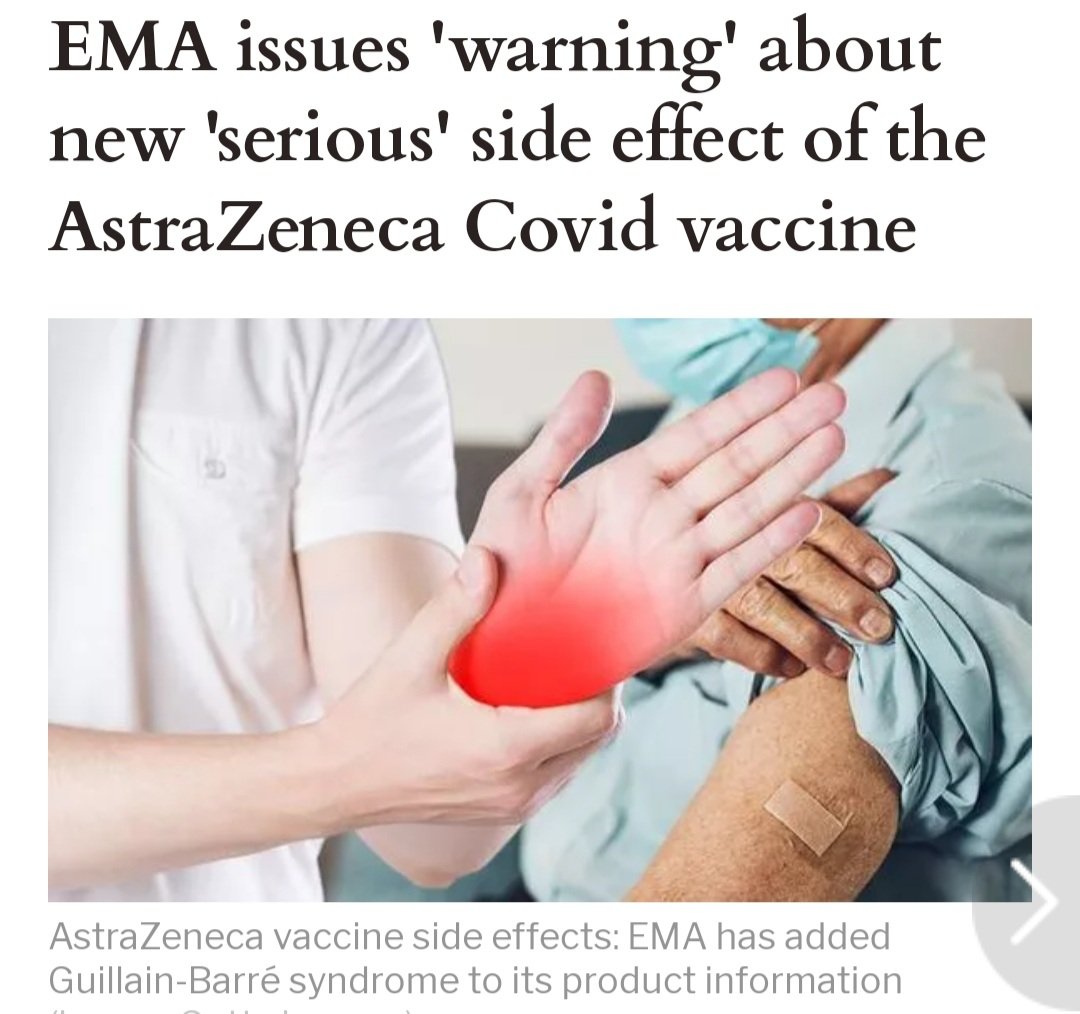 EMA issues 'warning' about
new 'serious' side effect of the
AstraZeneca Covid vaccine
AstraZeneca vaccine side effects: EMA has added
Guillain-Barré syndrome to its product information